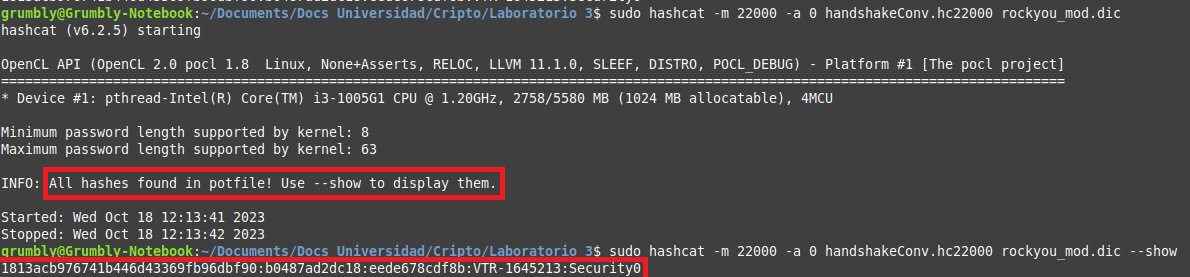 grumbly@Grumbly-Notebook:~/Documents/Docs Universidad/Cripto/Laboratorio 3$ sudo hashcat -m 22000 -a 0 handshakeConv.hc22000 rockyou_mod.dic
hashcat (v6.2.5) starting
OpenCL API (OpenCL 2.0 pocl 1.8  Linux, None+Asserts, RELOC, LLVM 11.1.0, SLEEF, DISTRO, POCL_DEBUG) - Platform #1 [The pocl project]
=====================================================================================================================================
* Device #1: pthread-Intel(R) Core(TM) i3-1005G1 CPU @ 1.20GHz, 2758/5580 MB (1024 MB allocatable), 4MCU
Minimum password length supported by kernel: 8
Maximum password length supported by kernel: 63
INFO: All hashes found in potfile! Use --show to display them.
Started: Wed Oct 18 12:13:41 2023
Stopped: Wed Oct 18 12:13:42 2023
grumbly@Grumbly-Notebook:~/Documents/Docs Universidad/Cripto/Laboratorio 3$ sudo hashcat -m 22000 -a 0 handshakeConv.hc22000 rockyou_mod.dic --show
1813acb976741b446d43369fb96dbf90:b0487ad2dc18:eede678cdf8b:VTR-1645213:Security0